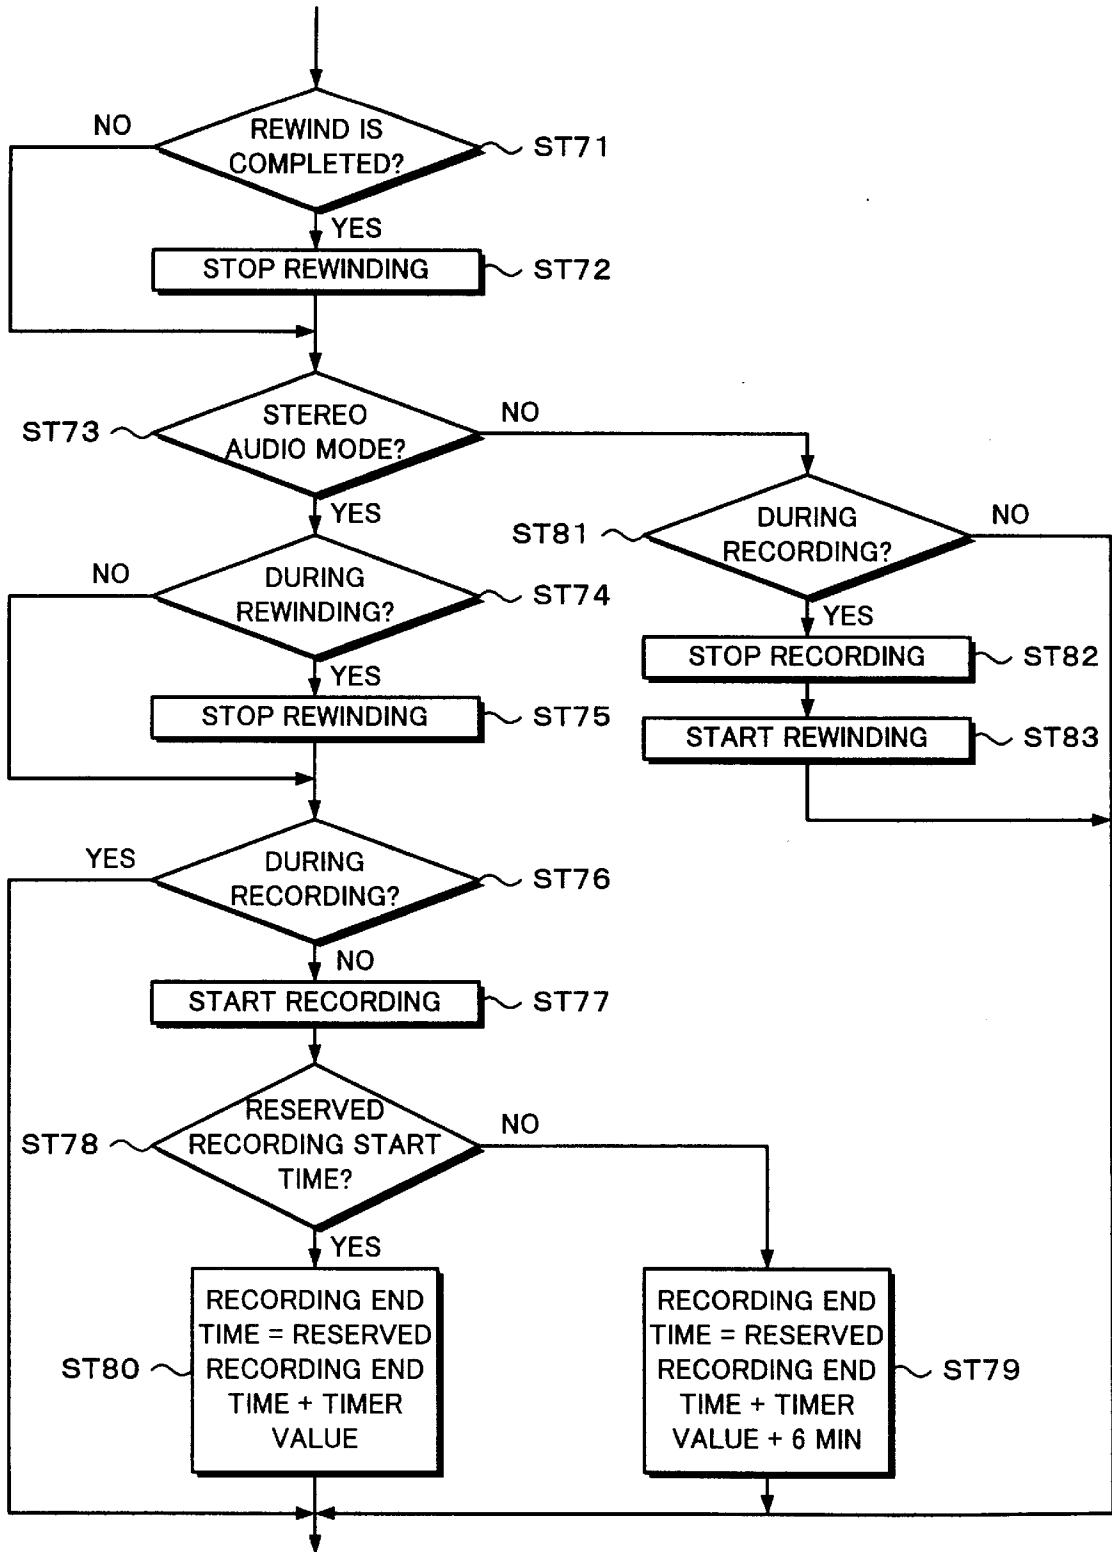 NO
REWIND IS
COMPLETED?
ST71
YES
STOP REWINDING
ST72
ST73
STEREO
AUDIO MODE?
NO
YES
ST81
DURING
RECORDING?
NO
NO
DURING
REWINDING?
ST74
YES
STOP RECORDING
ST82
YES
STOP REWINDING
ST75
START REWINDING
ST83
YES
DURING
RECORDING?
ST76
NO
START RECORDING
ST77
ST78
RESERVED
RECORDING START
TIME?
NO
YES
ST80
RECORDING END
TIME = RESERVED
RECORDING END
TIME + TIMER
VALUE
RECORDING END
TIME = RESERVED
RECORDING END
TIME + TIMER
VALUE + 6 MIN
ST79